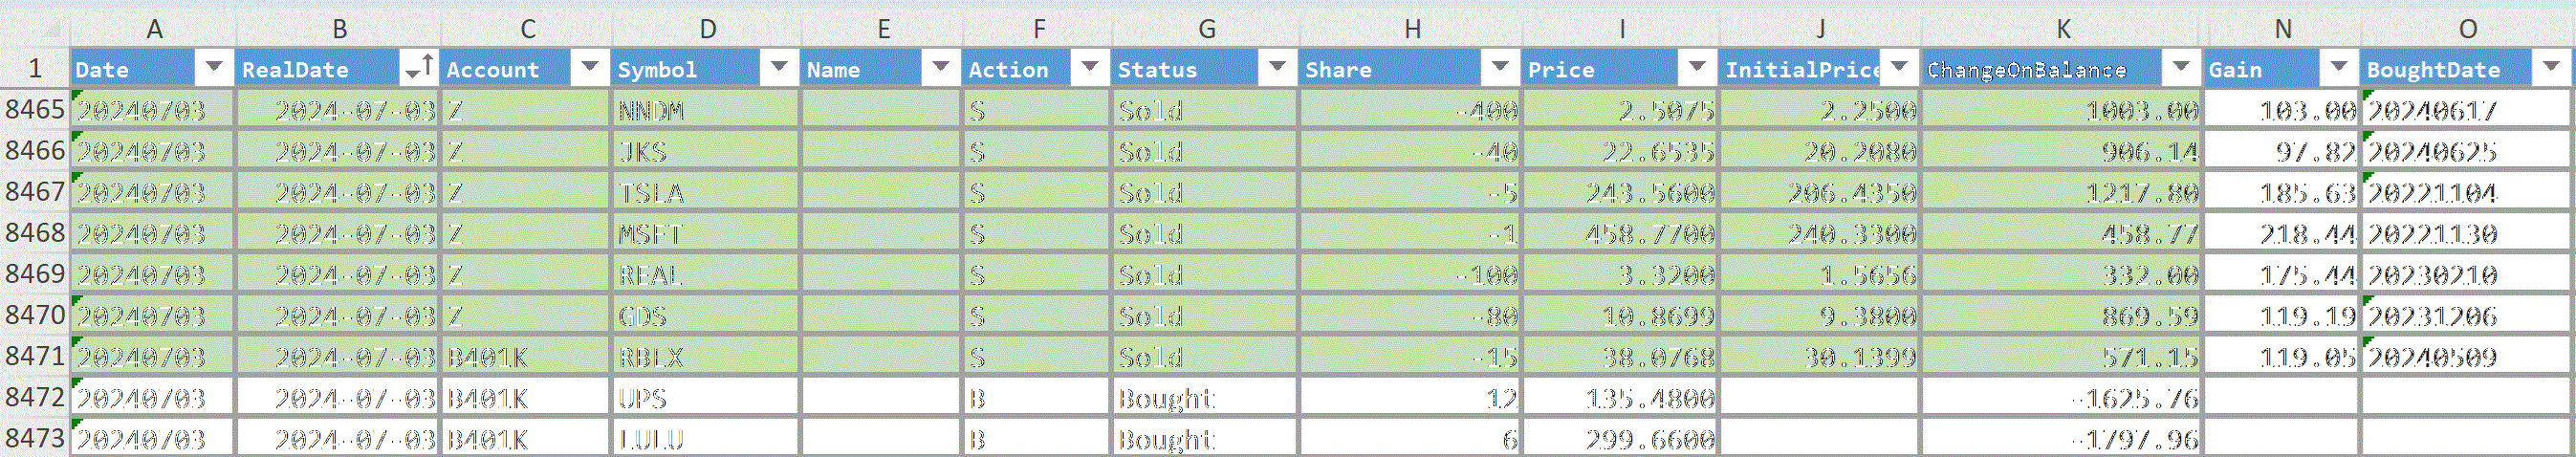 A B C D E F G H I J K N O
1 Date RealDate Account Symbol Name Action Status Share Price InitialPrice ChangeOnBalance Gain BoughtDate
8465 20240703 2024-07-03 Z NNDM S Sold -400 2.5075 2.2500 1003.00 103.00 20240617
8466 20240703 2024-07-03 Z JKS S Sold -40 22.6535 20.2080 906.14 97.82 20240625
8467 20240703 2024-07-03 Z TSLA S Sold -5 243.5600 206.4350 1217.80 185.63 20221104
8468 20240703 2024-07-03 Z MSFT S Sold -1 458.7700 240.3300 458.77 218.44 20221130
8469 20240703 2024-07-03 Z REAL S Sold -100 3.3200 1.5656 332.00 175.44 20230210
8470 20240703 2024-07-03 Z GDS S Sold -80 10.8699 9.3800 869.59 119.19 20231206
8471 20240703 2024-07-03 B401K RBLX S Sold -15 38.0768 30.1399 571.15 119.05 20240509
8472 20240703 2024-07-03 B401K UPS B Bought 12 135.4800 -1625.76
8473 20240703 2024-07-03 B401K LULU B Bought 6 299.6600 -1797.96